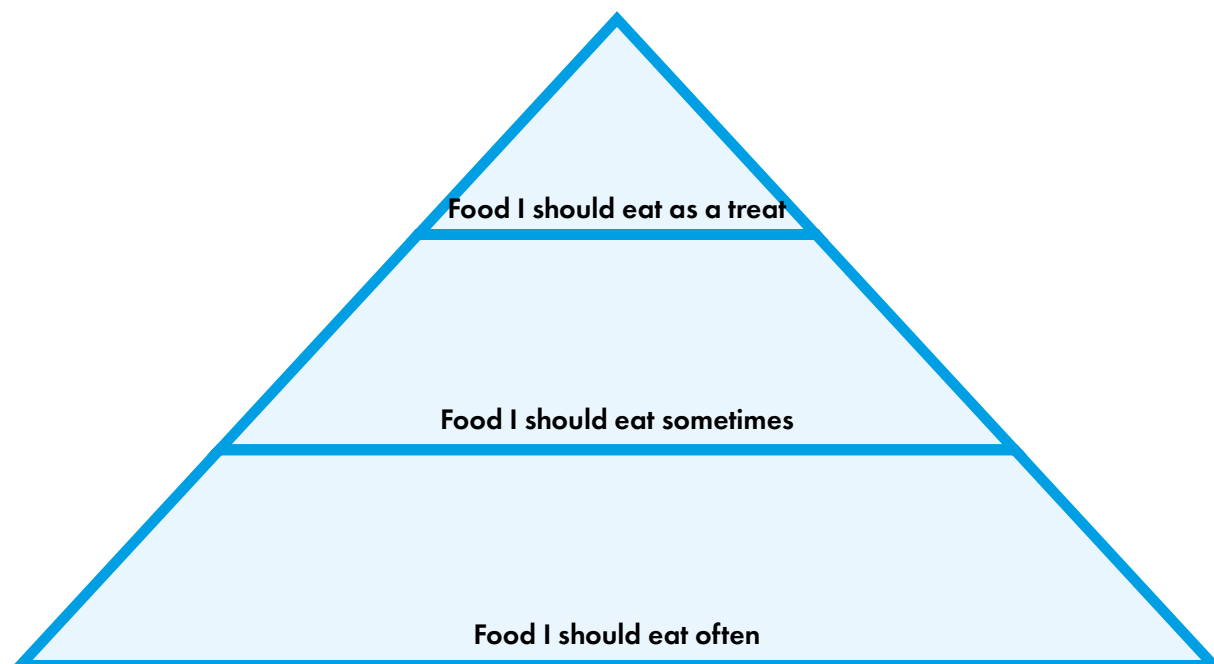 Food I should eat as a treat
Food I should eat sometimes
Food I should eat often